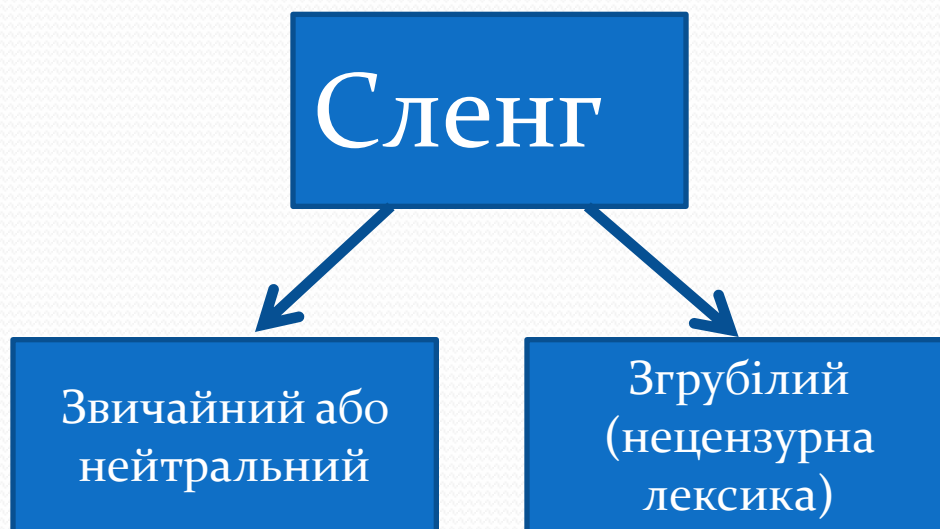 Сленг
Звичайний або
нейтральний
Згрубілий
(нецензурна
лексика)